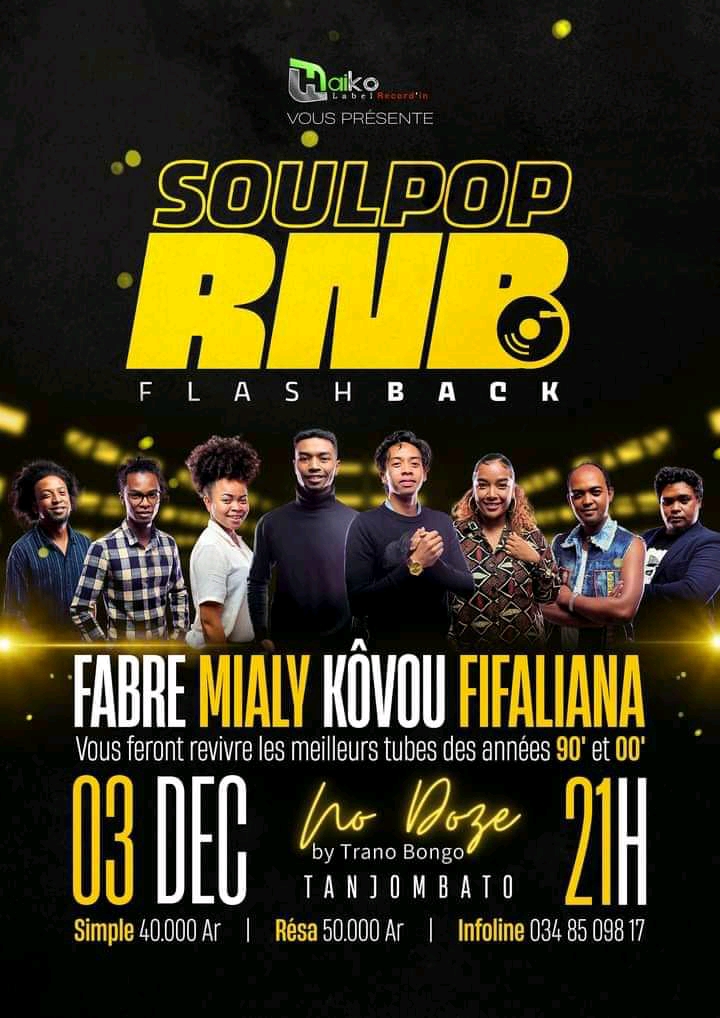 Haiko
Label Record'in
VOUS PRÉSENTE
SOULPOP
RNB
FLASHBACK
FABRE MIALY KÔVOU FIFALIANA
Vous feront revivre les meilleurs tubes des années 90' et 00'
03 DEC
No Doze
by Trano Bongo
TANJOMBATO
21H
Simple 40.000 Ar | Résa 50.000 Ar | Infoline 034 85 098 17